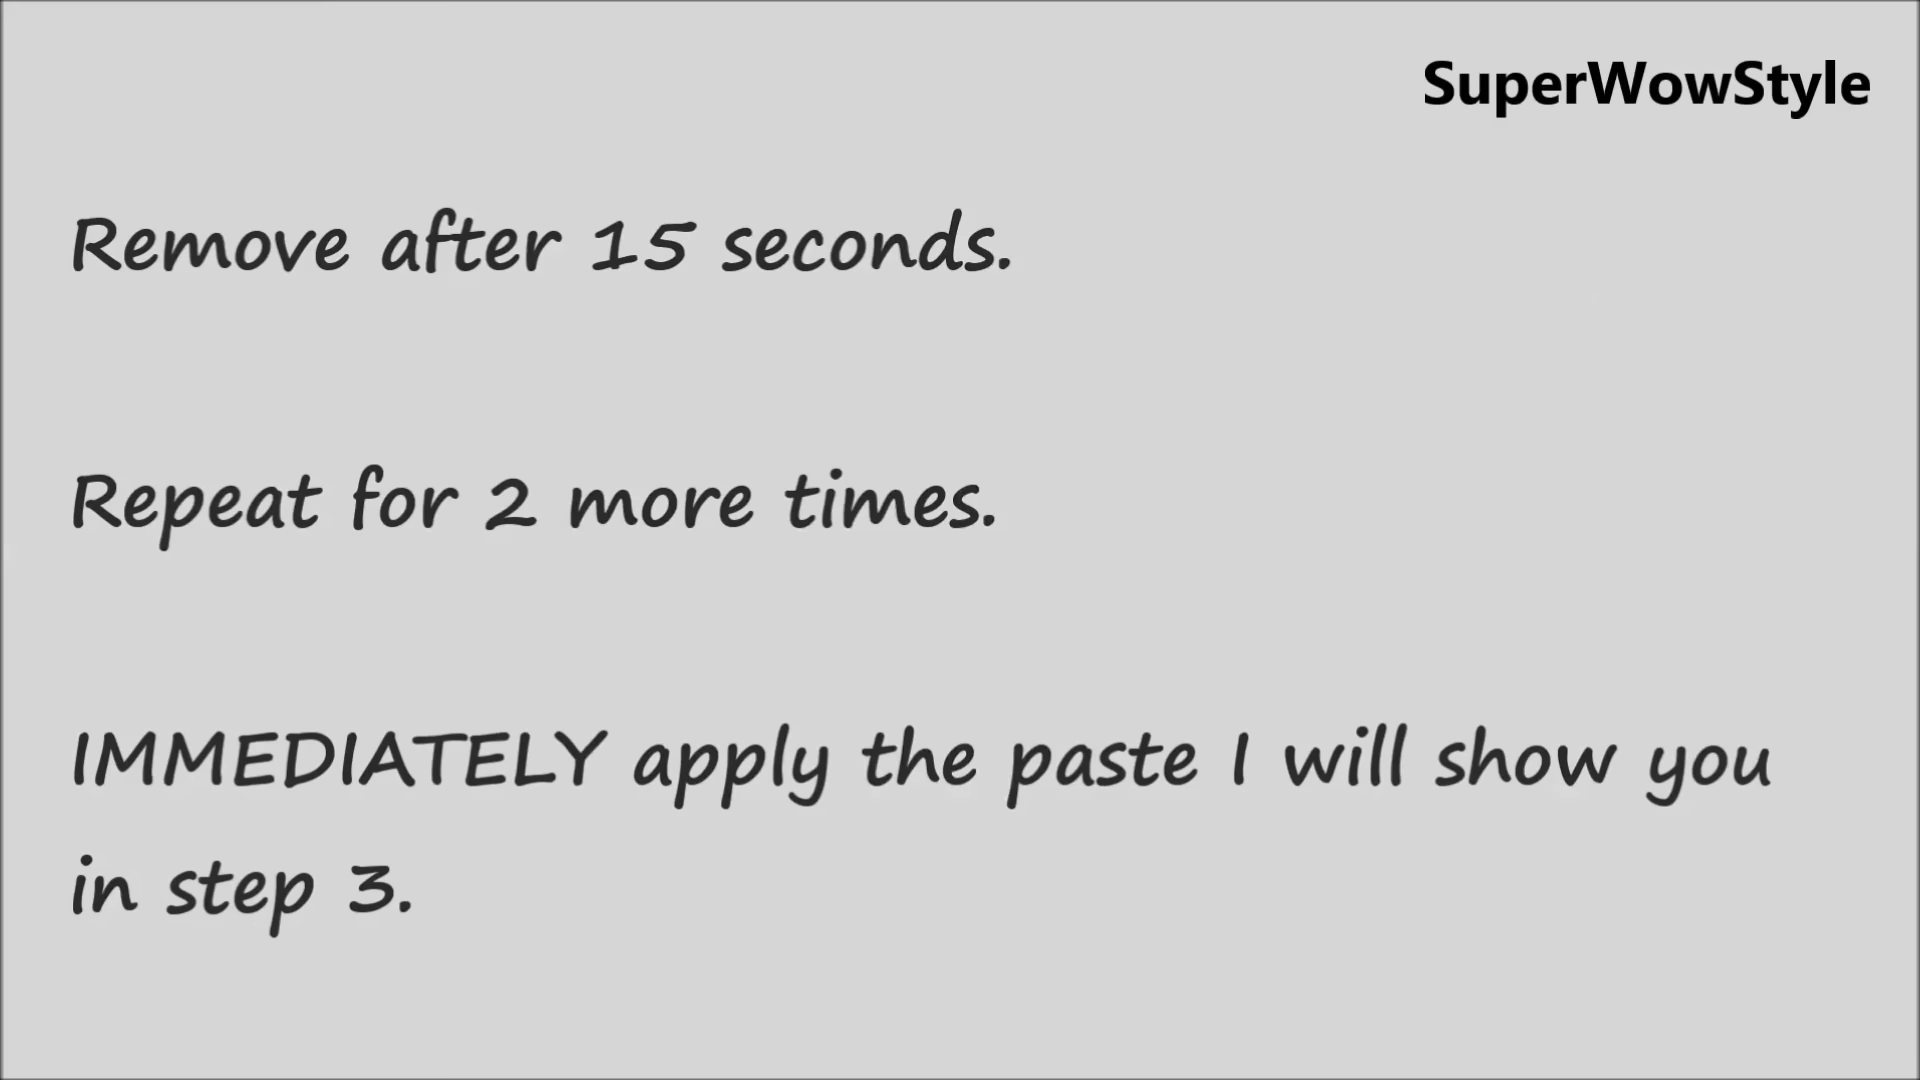 SuperWowStyle
Remove after 15 seconds.
Repeat for 2 more times.
IMMEDIATELY apply the paste I will show you
in step 3.